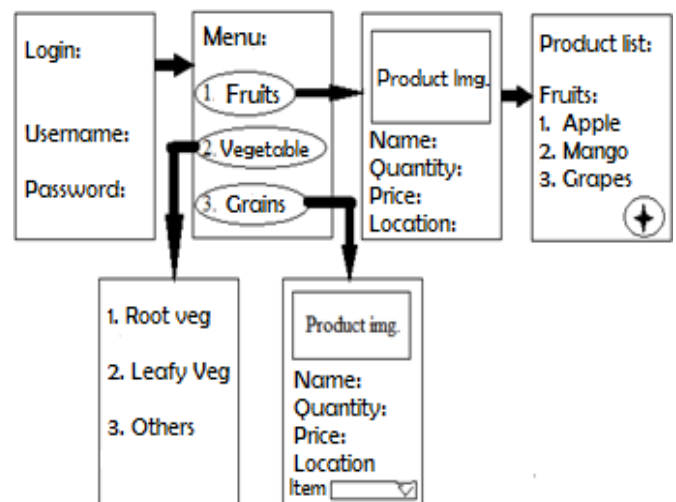 Login:
Username:
Password:
Menu:
1. Fruits
2. Vegetable
3. Grains
Product Img.
Name:
Quantity:
Price:
Location:
Product list:
Fruits:
1. Apple
2. Mango
3. Grapes
1. Root veg
2. Leafy Veg
3. Others
Product img.
Name:
Quantity:
Price:
Location
Item